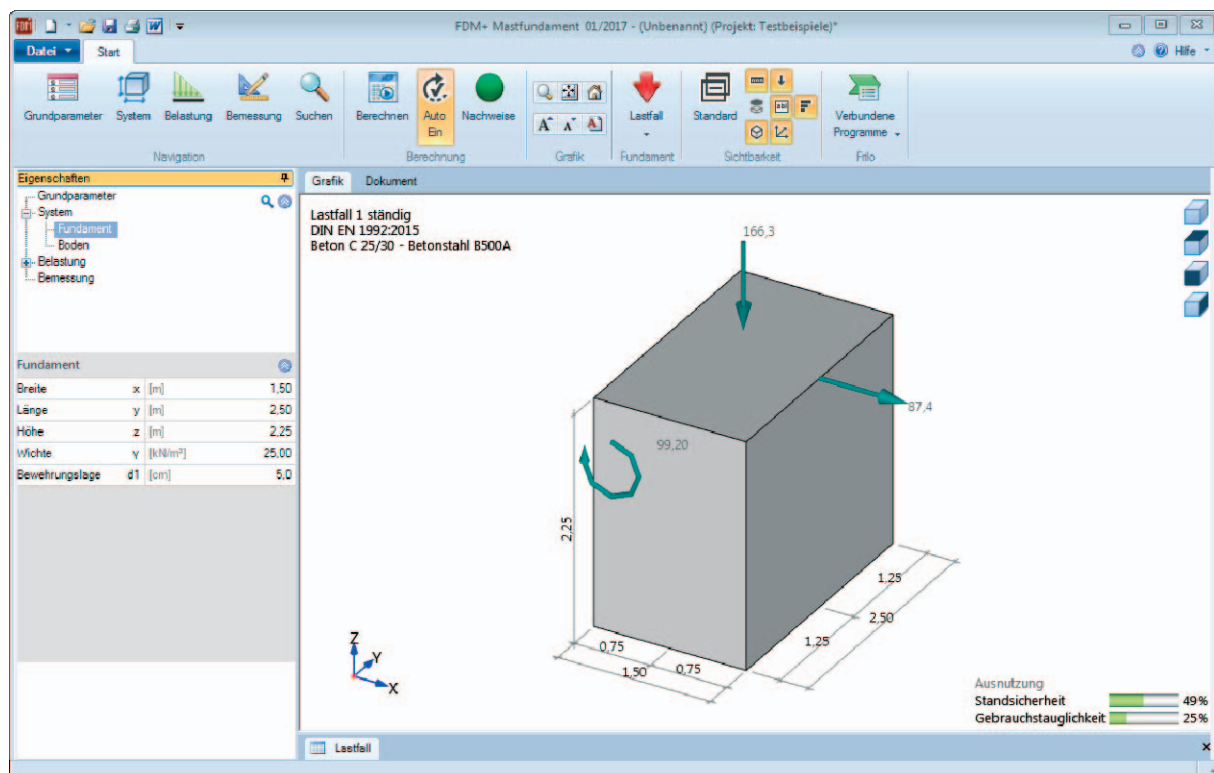 FDM+ Mastfundament 01/2017 - (Unbenannt) (Projekt: Testbeispiele)*
Datei
Start
Hilfe
Grundparameter
System
Belastung
Bemessung
Suchen
Berechnen
Auto Ein
Nachweise
Lastfall
Standard
Verbundene Programme
Navigation
Berechnung
Grafik
Fundament
Sichtbarkeit
Frilo
Eigenschaften
Grundparameter
System
Fundament
Boden
Belastung
Bemessung
Fundament
Breite x [m] 1,50
Länge y [m] 2,50
Höhe z [m] 2,25
Wichte γ [kN/m³] 25,00
Bewehrungslage d1 [cm] 5,0
Grafik
Dokument
Lastfall 1 ständig
DIN EN 1992:2015
Beton C 25/30 - Betonstahl B500A
166,3
87,4
99,20
2,25
1,25
2,50
1,25
0,75
1,50
0,75
Z
Y
X
Ausnutzung
Standsicherheit 49%
Gebrauchstauglichkeit 25%
Lastfall